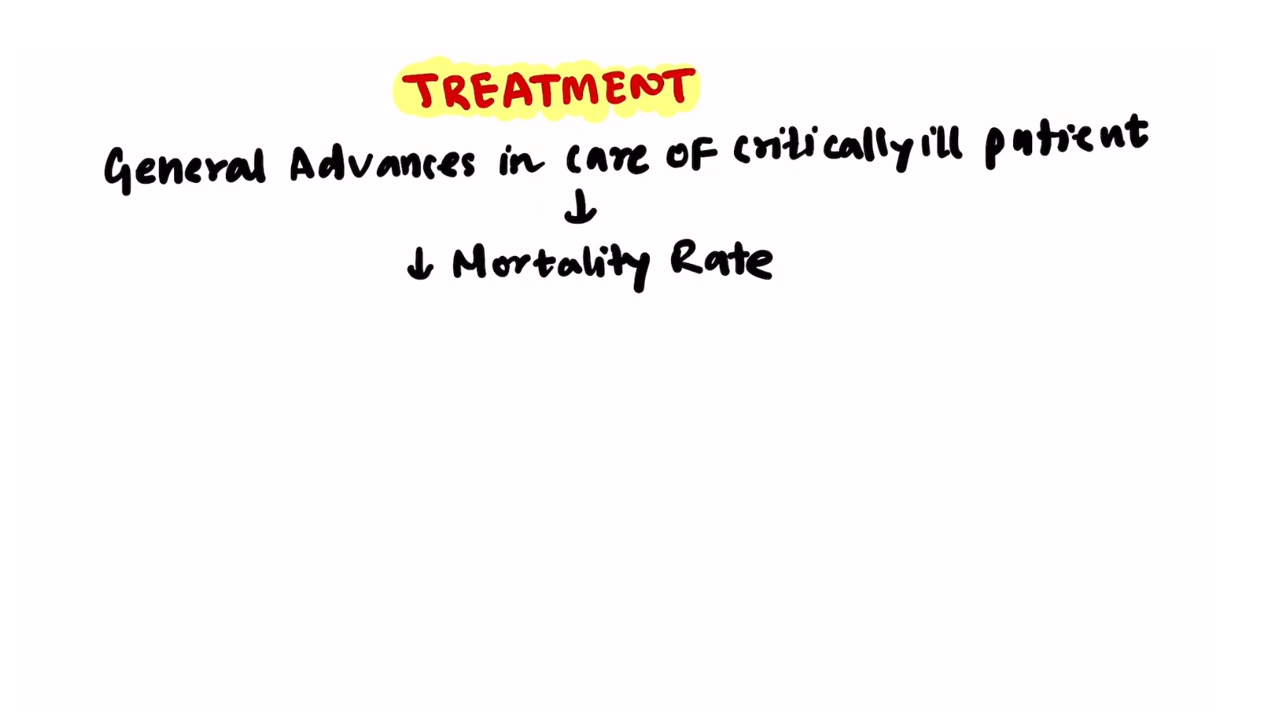 TREATMENT
General Advances in care of critically ill patient
↓
↓ Mortality Rate